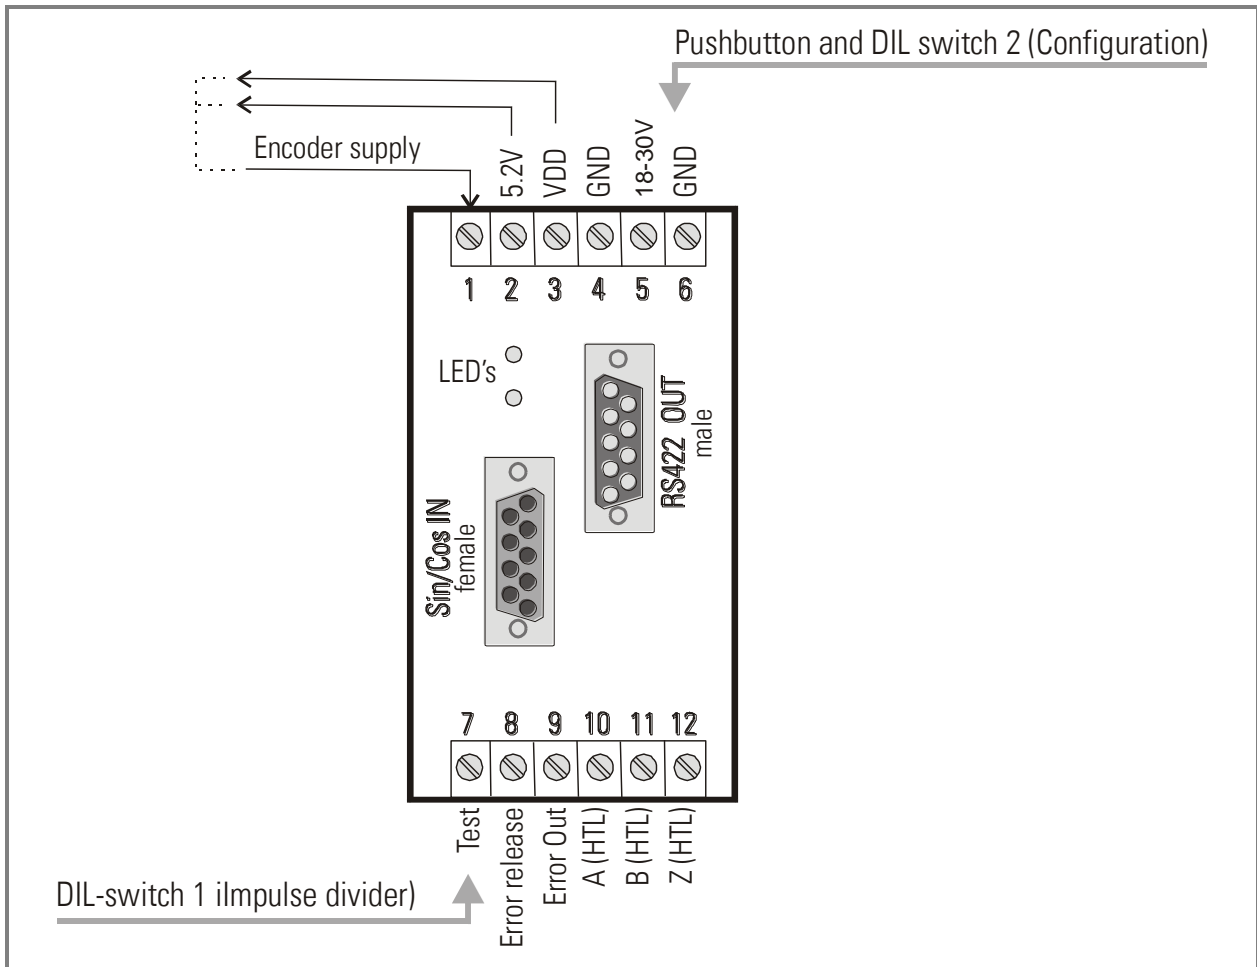 Pushbutton and DIL switch 2 (Configuration)
Encoder supply
5.2V
VDD
GND
18-30V
GND
1 2 3 4 5 6
LED's
RS422 OUT
male
Sin/Cos IN
female
7 8 9 10 11 12
Test
Error release
Error Out
A (HTL)
B (HTL)
Z (HTL)
DIL-switch 1 iImpulse divider)